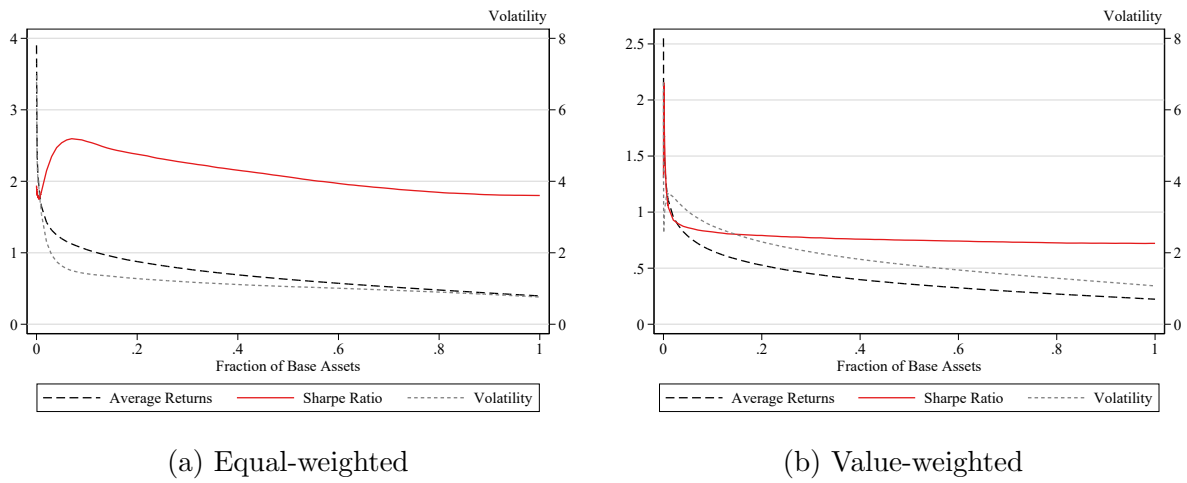 Volatility
4
3
2
1
0
8
6
4
2
0
0 .2 .4 .6 .8 1
Fraction of Base Assets
Average Returns Sharpe Ratio Volatility
(a) Equal-weighted
Volatility
2.5
2
1.5
1
.5
0
8
6
4
2
0
0 .2 .4 .6 .8 1
Fraction of Base Assets
Average Returns Sharpe Ratio Volatility
(b) Value-weighted